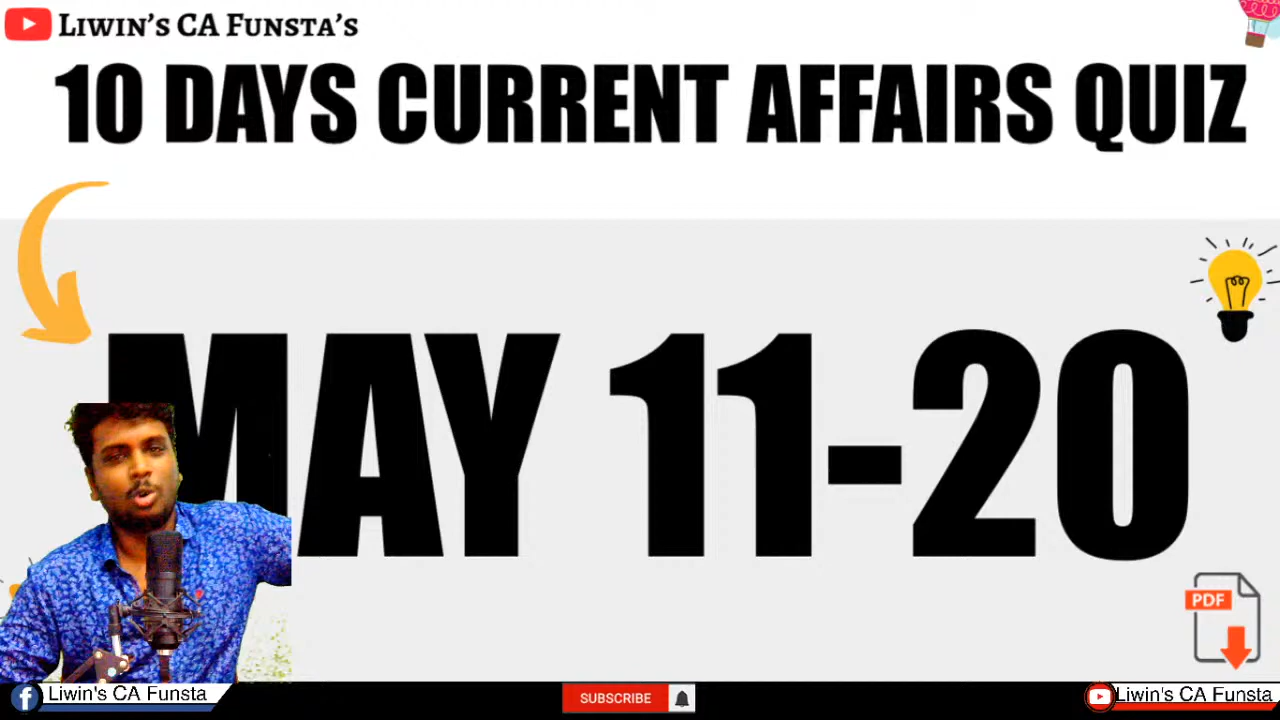 Liwin's CA Funsta's
10 DAYS CURRENT AFFAIRS QUIZ
MAY 11-20
PDF
Liwin's CA Funsta
SUBSCRIBE
Liwin's CA Funsta